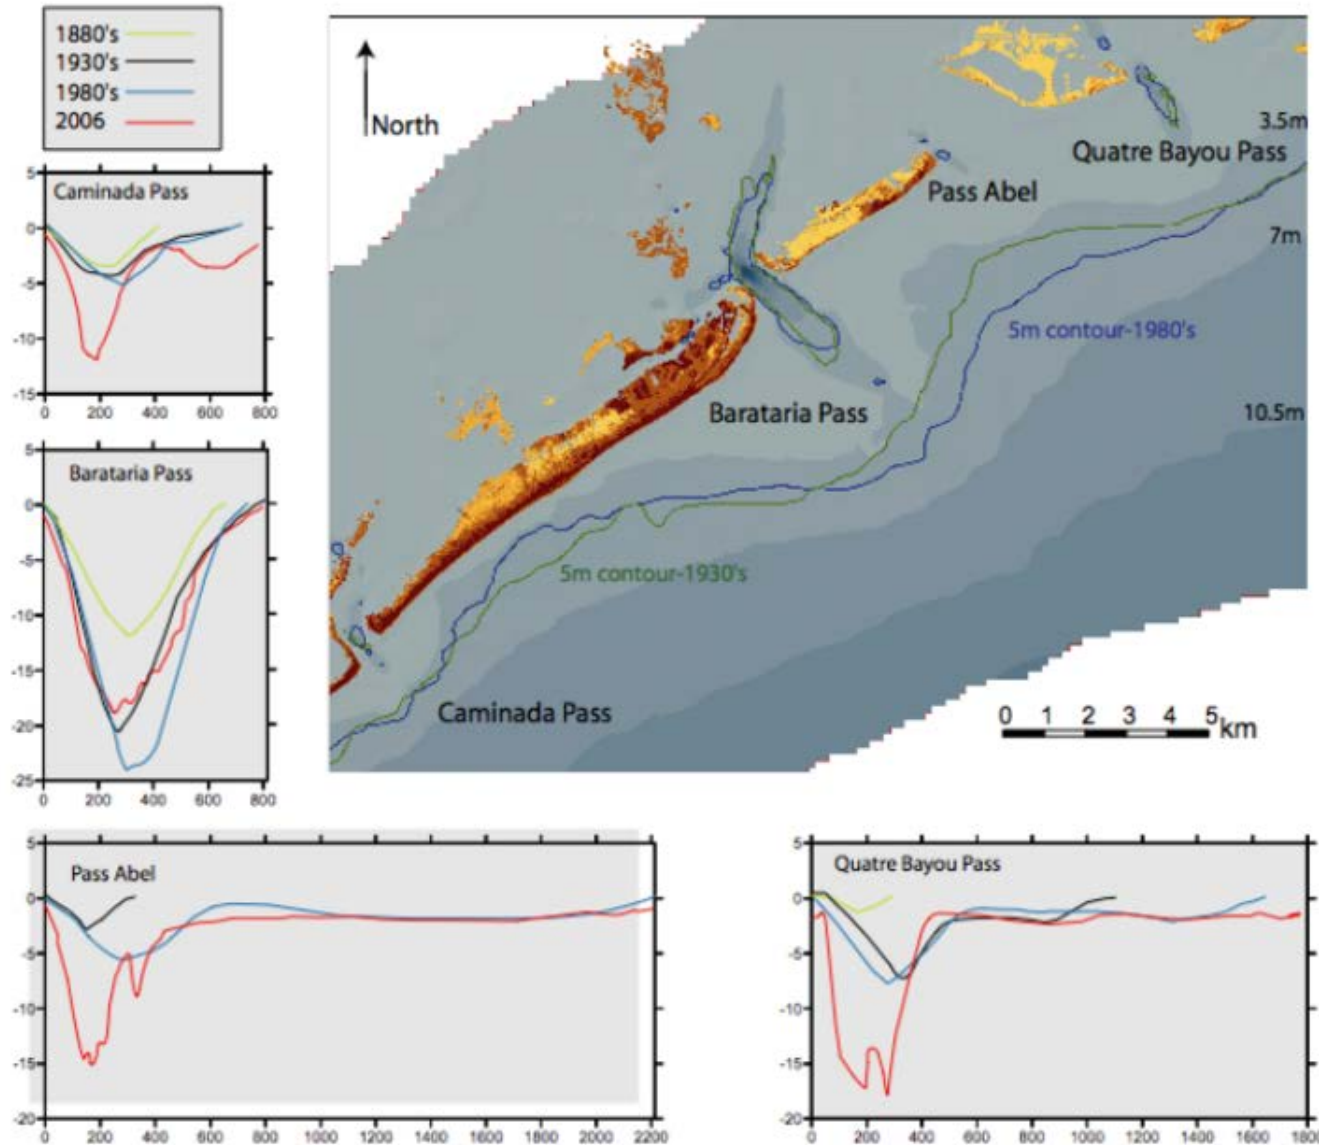 1880's
1930's
1980's
2006
North
3.5m
Quatre Bayou Pass
Pass Abel
7m
5m contour-1980's
10.5m
Barataria Pass
5m contour-1930's
Caminada Pass
0 1 2 3 4 5 km
Caminada Pass
5
0
-5
-10
-15
0 200 400 600 800
Barataria Pass
5
0
-5
-10
-15
-20
-25
0 200 400 600 800
Pass Abel
5
0
-5
-10
-15
-20
0 200 400 600 800 1000 1200 1400 1600 1800 2000 2200
Quatre Bayou Pass
5
0
-5
-10
-15
-20
0 200 400 600 800 1000 1200 1400 1600 1800